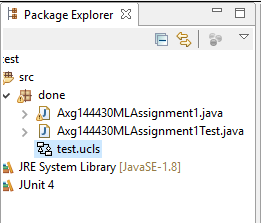 Package Explorer
test
src
done
Axg144430MLAssignment1.java
Axg144430MLAssignment1Test.java
test.ucls
JRE System Library [JavaSE-1.8]
JUnit 4